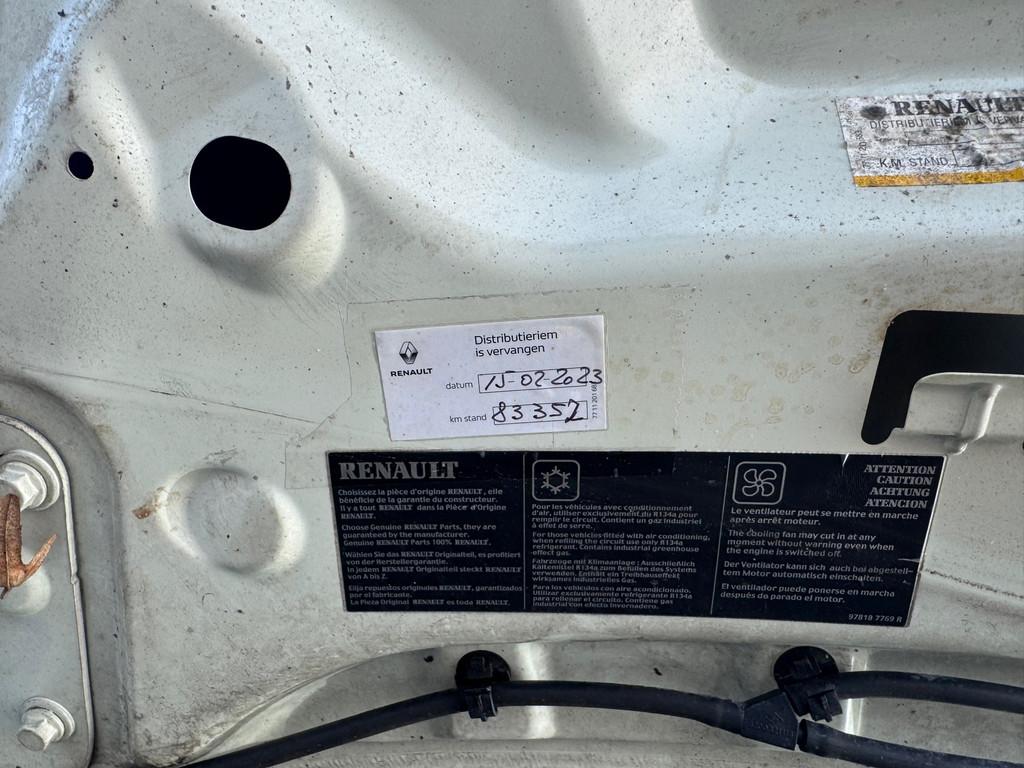 RENAULT
DISTRIBUTIERIEM IS VERVA
K.M. STAND
Distributieriem
is vervangen
RENAULT
datum 15-02-2023
km stand 83352
RENAULT
Choisissez la pièce d'origine RENAULT, elle
bénéficie de la garantie du constructeur.
Il y a tout RENAULT dans la Pièce d'Origine
RENAULT.
Choose Genuine RENAULT Parts, they are
guaranteed by the manufacturer.
Genuine RENAULT Parts 100% RENAULT.
Wählen Sie das RENAULT Originalteil, es profitiert
von der Herstellergarantie.
In jedem RENAULT Originalteil steckt RENAULT
von A bis Z.
Elija repuestos originales RENAULT, garantizados
por el fabricante.
La Pieza Original RENAULT es toda RENAULT.
Pour les véhicules avec conditionnement
d'air, utiliser exclusivement du R134a pour
remplir le circuit. Contient un gaz industriel
à effet de serre.
For those vehicles fitted with air conditioning,
when refilling the circuit use only R134a
refrigerant. Contains industrial greenhouse
effect gas.
Fahrzeuge mit Klimaanlage: Ausschließlich
Kältemittel R134a zum Befüllen des Systems
verwenden. Enthält ein Treibhauseffekt
wirksames industrielles Gas.
Para los vehículos con aire acondicionado.
Utilizar exclusivamente refrigerante R134a
para rellenar el circuito. Contiene gas
industrial con efecto invernadero.
ATTENTION
CAUTION
ACHTUNG
ATENCION
Le ventilateur peut se mettre en marche
après arrêt moteur.
The cooling fan may cut in at any
moment without warning even when
the engine is switched off.
Der Ventilator kann sich auch bei abgestell-
tem Motor automatisch einschalten.
El ventilador puede ponerse en marcha
después do parado el motor.
97818 7769 R